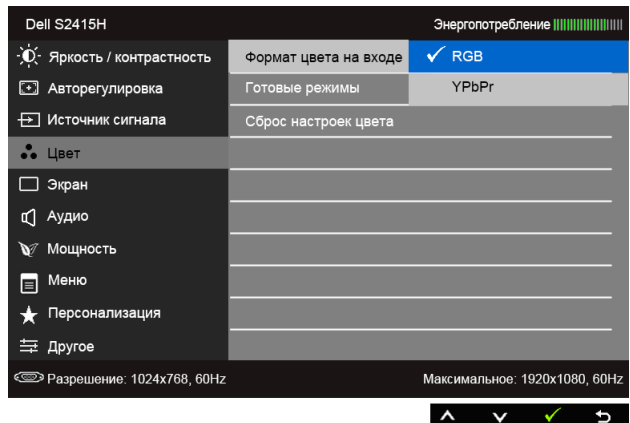 Dell S2415H
Энергопотребление
Яркость / контрастность
Формат цвета на входе
RGB
Авторегулировка
Готовые режимы
YPbPr
Источник сигнала
Сброс настроек цвета
Цвет
Экран
Аудио
Мощность
Меню
Персонализация
Другое
Разрешение: 1024x768, 60Hz
Максимальное: 1920x1080, 60Hz